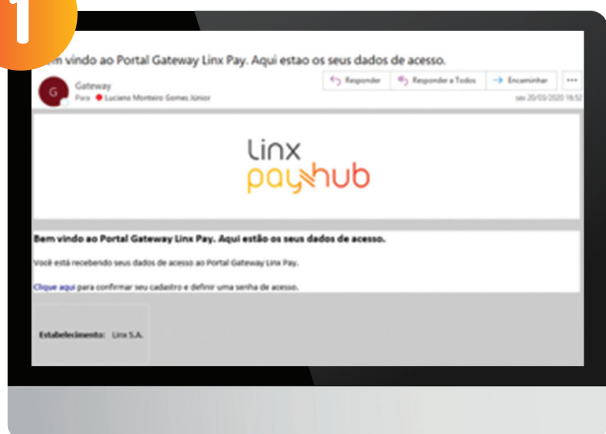 1
m vindo ao Portal Gateway Linx Pay. Aqui estao os seus dados de acesso.
G
Gateway
Para Luciano Monteiro Gomes Júnior
Responder
Responder a Todos
Encaminhar
sex 20/03/2020 16:52
Linx
pay hub
Bem vindo ao Portal Gateway Linx Pay. Aqui estão os seus dados de acesso.
Você está recebendo seus dados de acesso ao Portal Gateway Linx Pay.
Clique aqui para confirmar seu cadastro e definir uma senha de acesso.
Estabelecimento: Linx S.A.